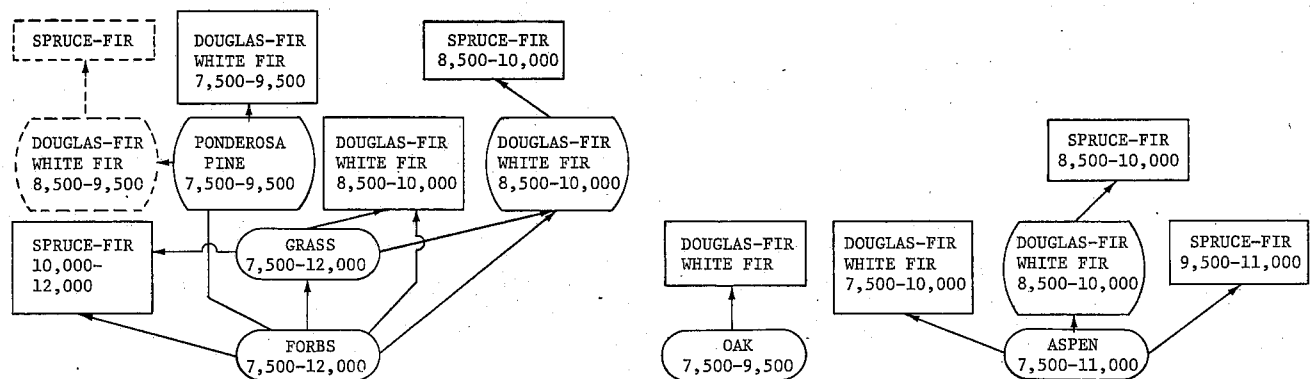 SPRUCE-FIR
DOUGLAS-FIR
WHITE FIR
7,500-9,500
SPRUCE-FIR
8,500-10,000
DOUGLAS-FIR
WHITE FIR
8,500-9,500
PONDEROSA
PINE
7,500-9,500
DOUGLAS-FIR
WHITE FIR
8,500-10,000
DOUGLAS-FIR
WHITE FIR
8,500-10,000
SPRUCE-FIR
10,000-
12,000
GRASS
7,500-12,000
FORBS
7,500-12,000
DOUGLAS-FIR
WHITE FIR
OAK
7,500-9,500
SPRUCE-FIR
8,500-10,000
DOUGLAS-FIR
WHITE FIR
7,500-10,000
DOUGLAS-FIR
WHITE FIR
8,500-10,000
SPRUCE-FIR
9,500-11,000
ASPEN
7,500-11,000